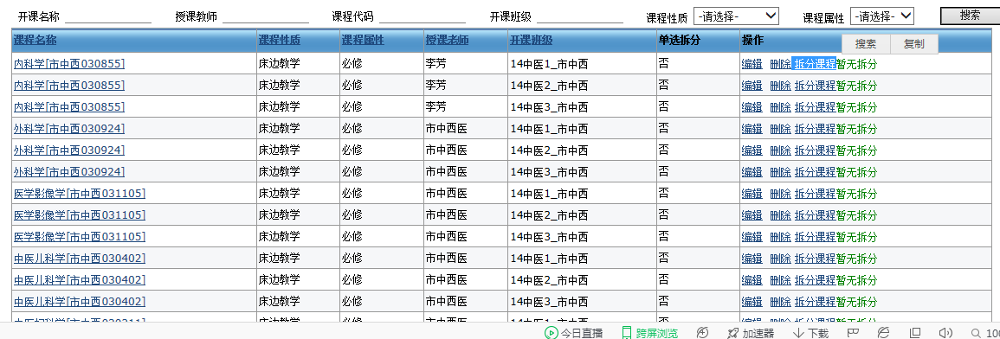 开课名称 授课教师 课程代码 开课班级 课程性质 -请选择- 课程属性 -请选择- 搜索
课程名称 课程性质 课程属性 授课老师 开课班级 单选拆分 操作 搜索 复制
内科学[市中西030855] 床边教学 必修 李芳 14中医1_市中西 否 编辑 删除 拆分课程暂无拆分
内科学[市中西030855] 床边教学 必修 李芳 14中医2_市中西 否 编辑 删除 拆分课程暂无拆分
内科学[市中西030855] 床边教学 必修 李芳 14中医3_市中西 否 编辑 删除 拆分课程暂无拆分
外科学[市中西030924] 床边教学 必修 市中西医 14中医1_市中西 否 编辑 删除 拆分课程暂无拆分
外科学[市中西030924] 床边教学 必修 市中西医 14中医2_市中西 否 编辑 删除 拆分课程暂无拆分
外科学[市中西030924] 床边教学 必修 市中西医 14中医3_市中西 否 编辑 删除 拆分课程暂无拆分
医学影像学[市中西031105] 床边教学 必修 市中西医 14中医1_市中西 否 编辑 删除 拆分课程暂无拆分
医学影像学[市中西031105] 床边教学 必修 市中西医 14中医2_市中西 否 编辑 删除 拆分课程暂无拆分
医学影像学[市中西031105] 床边教学 必修 市中西医 14中医3_市中西 否 编辑 删除 拆分课程暂无拆分
中医儿科学[市中西030402] 床边教学 必修 市中西医 14中医1_市中西 否 编辑 删除 拆分课程暂无拆分
中医儿科学[市中西030402] 床边教学 必修 市中西医 14中医2_市中西 否 编辑 删除 拆分课程暂无拆分
中医儿科学[市中西030402] 床边教学 必修 市中西医 14中医3_市中西 否 编辑 删除 拆分课程暂无拆分
今日直播 跨屏浏览 加速器 下载